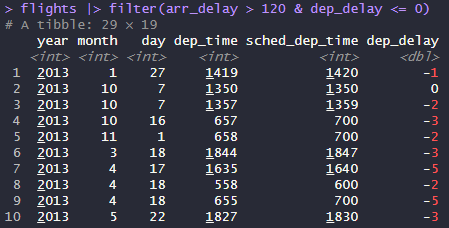 > flights |> filter(arr_delay > 120 & dep_delay <= 0)
# A tibble: 29 × 19
year month day dep_time sched_dep_time dep_delay
<int> <int> <int> <int> <int> <dbl>
1 2013 1 27 1419 1420 -1
2 2013 10 7 1350 1350 0
3 2013 10 7 1357 1359 -2
4 2013 10 16 657 700 -3
5 2013 11 1 658 700 -2
6 2013 3 18 1844 1847 -3
7 2013 4 17 1635 1640 -5
8 2013 4 18 558 600 -2
9 2013 4 18 655 700 -5
10 2013 5 22 1827 1830 -3